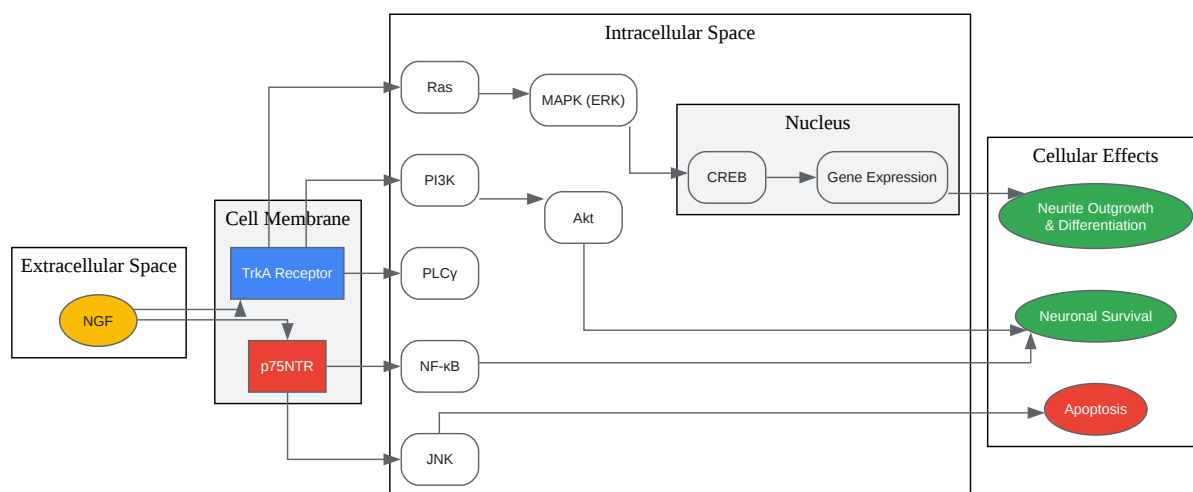 Intracellular Space
Ras
MAPK (ERK)
Nucleus
CREB
Gene Expression
PI3K
Akt
PLCγ
NF-κB
JNK
Cell Membrane
TrkA Receptor
p75NTR
Extracellular Space
NGF
Cellular Effects
Neurite Outgrowth
& Differentiation
Neuronal Survival
Apoptosis